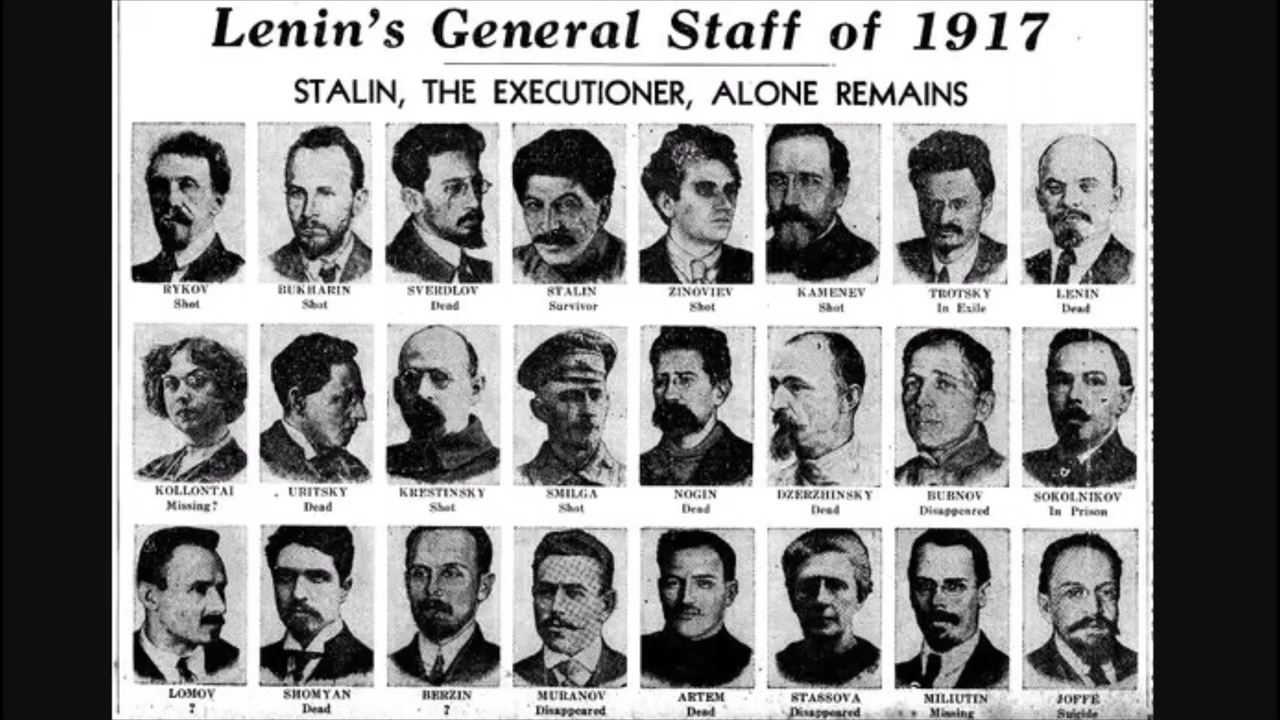 Lenin's General Staff of 1917
STALIN, THE EXECUTIONER, ALONE REMAINS
RYKOV BUKHARIN SVERDLOV STALIN ZINOVIEV KAMENEV TROTSKY LENIN
Shot Shot Dead Survivor Shot Shot In Exile Dead
KOLLONTAI URITSKY KRESTINSKY SMILGA NOGIN DZERZHINSKY BUBNOV SOKOLNIKOV
Missing? Dead Shot Shot Dead Dead Disappeared In Prison
LOMOV SHOMYAN BERZIN MURANOV ARTEM STASSOVA MILIUTIN JOFFE
? Dead ? Disappeared Dead Disappeared Missing Suicide